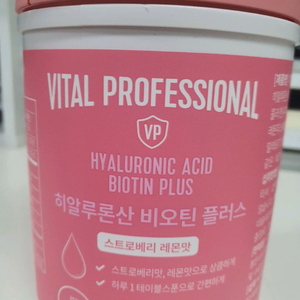 VITAL PROFESSIONAL
VP
HYALURONIC ACID
BIOTIN PLUS
히알루론산 비오틴 플러스
스트로베리 레몬맛
스트로베리맛, 레몬맛으로 상큼하게
하루 1 테이블스푼으로 간편하게